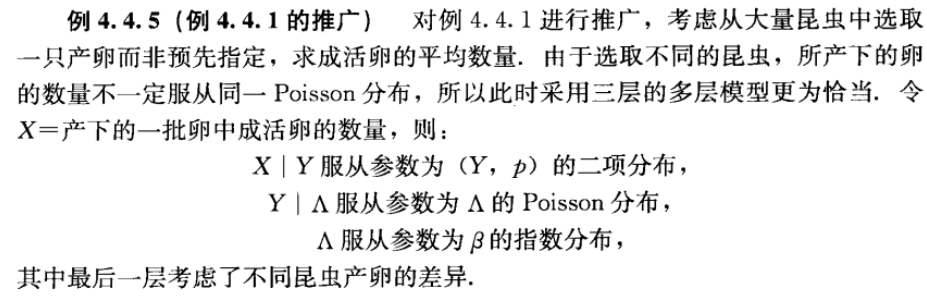 例 4.4.5（例 4.4.1 的推广） 对例 4.4.1 进行推广，考虑从大量昆虫中选取
一只产卵而非预先指定，求成活卵的平均数量．由于选取不同的昆虫，所产下的卵
的数量不一定服从同一 Poisson 分布，所以此时采用三层的多层模型更为恰当．令
X＝产下的一批卵中成活卵的数量，则：
X | Y 服从参数为（Y，p）的二项分布，
Y | Λ 服从参数为 Λ 的 Poisson 分布，
Λ 服从参数为 β 的指数分布，
其中最后一层考虑了不同昆虫产卵的差异．